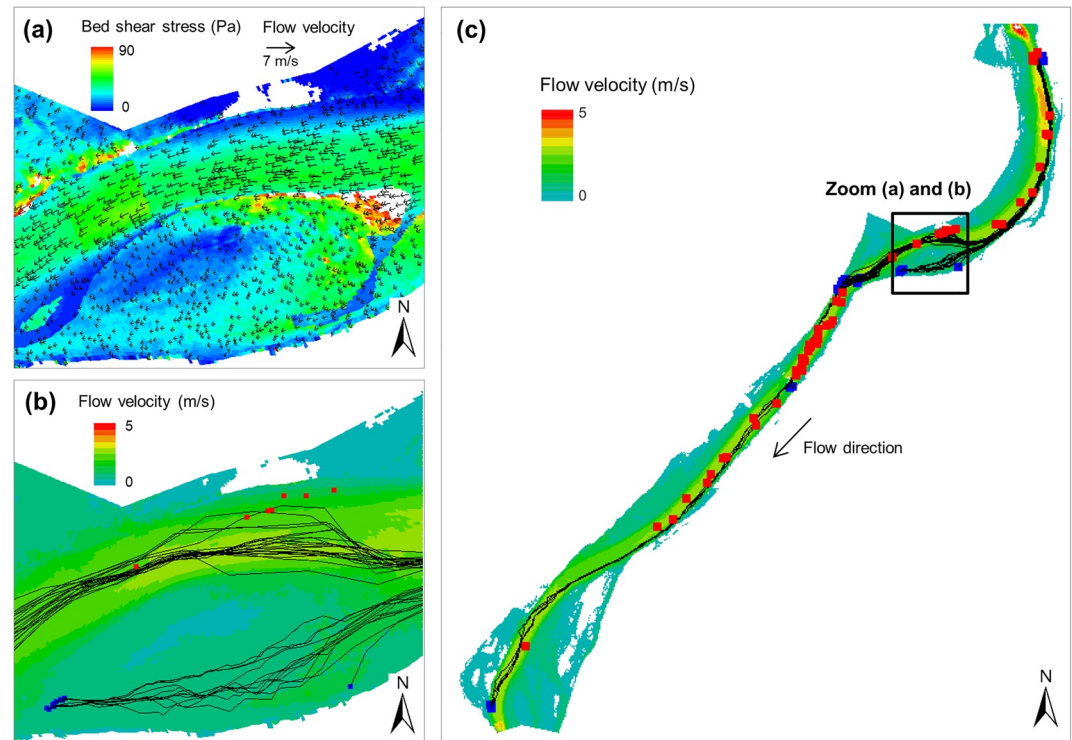 (a)
Bed shear stress (Pa)
90
0
Flow velocity
7 m/s
N
(b)
Flow velocity (m/s)
5
0
N
(c)
Flow velocity (m/s)
5
0
Zoom (a) and (b)
Flow direction
N